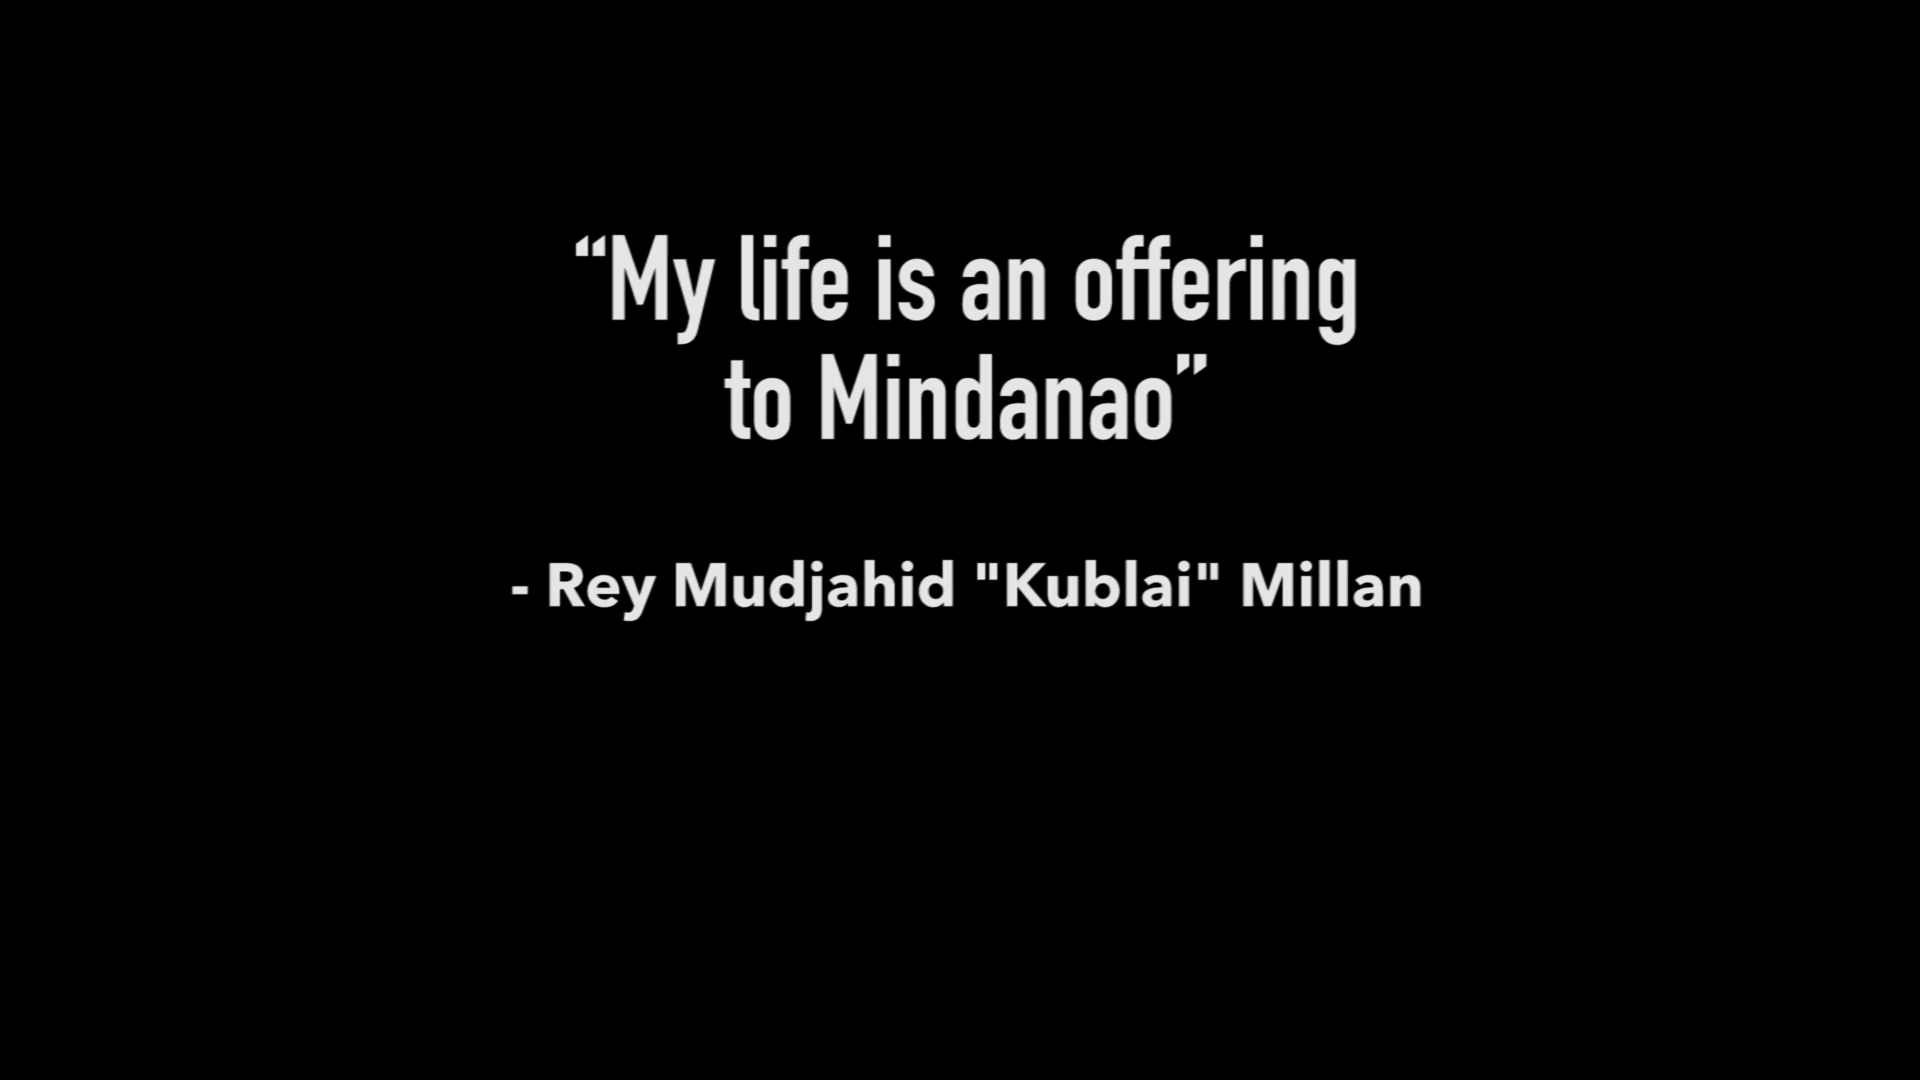 “My life is an offering
to Mindanao”
- Rey Mudjahid "Kublai" Millan